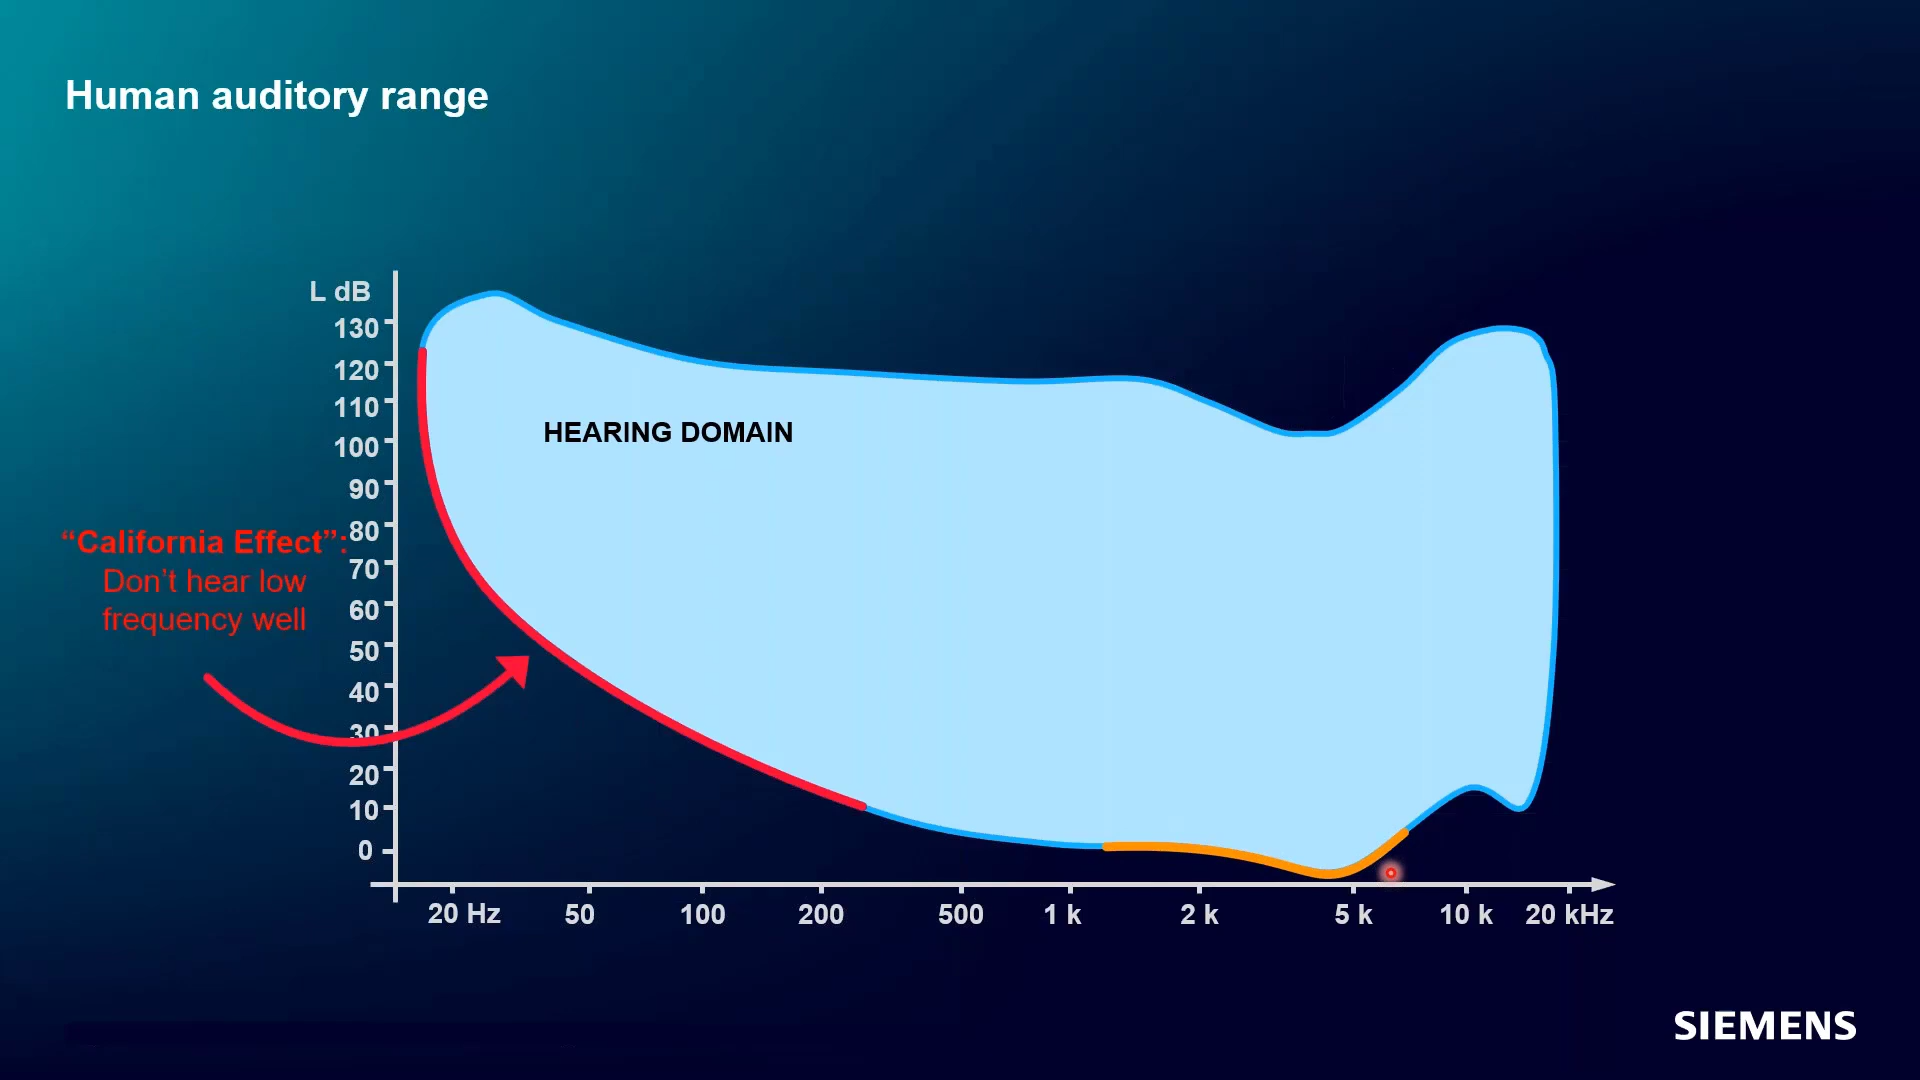 Human auditory range
L dB
130
120
110
100
90
80
70
60
50
40
30
20
10
0
HEARING DOMAIN
“California Effect”:
Don’t hear low
frequency well
20 Hz 50 100 200 500 1 k 2 k 5 k 10 k 20 kHz
SIEMENS